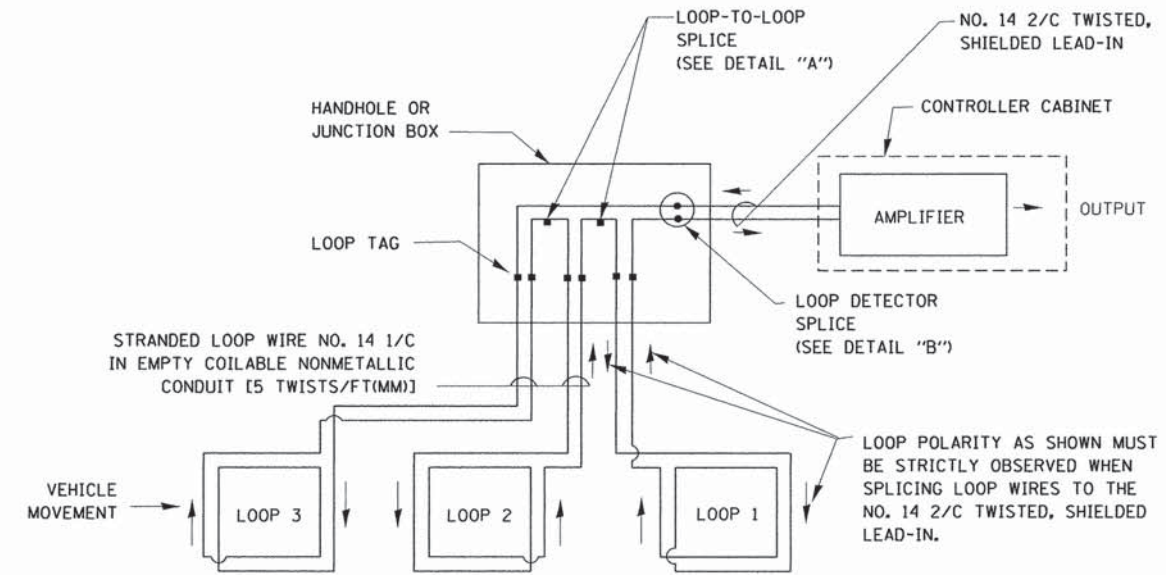 LOOP-TO-LOOP
SPLICE
(SEE DETAIL "A")
NO. 14 2/C TWISTED,
SHIELDED LEAD-IN
HANDHOLE OR
JUNCTION BOX
CONTROLLER CABINET
AMPLIFIER
OUTPUT
LOOP TAG
LOOP DETECTOR
SPLICE
(SEE DETAIL "B")
STRANDED LOOP WIRE NO. 14 1/C
IN EMPTY COILABLE NONMETALLIC
CONDUIT [5 TWISTS/FT(MM)]
LOOP POLARITY AS SHOWN MUST
BE STRICTLY OBSERVED WHEN
SPLICING LOOP WIRES TO THE
NO. 14 2/C TWISTED, SHIELDED
LEAD-IN.
VEHICLE
MOVEMENT
LOOP 3
LOOP 2
LOOP 1